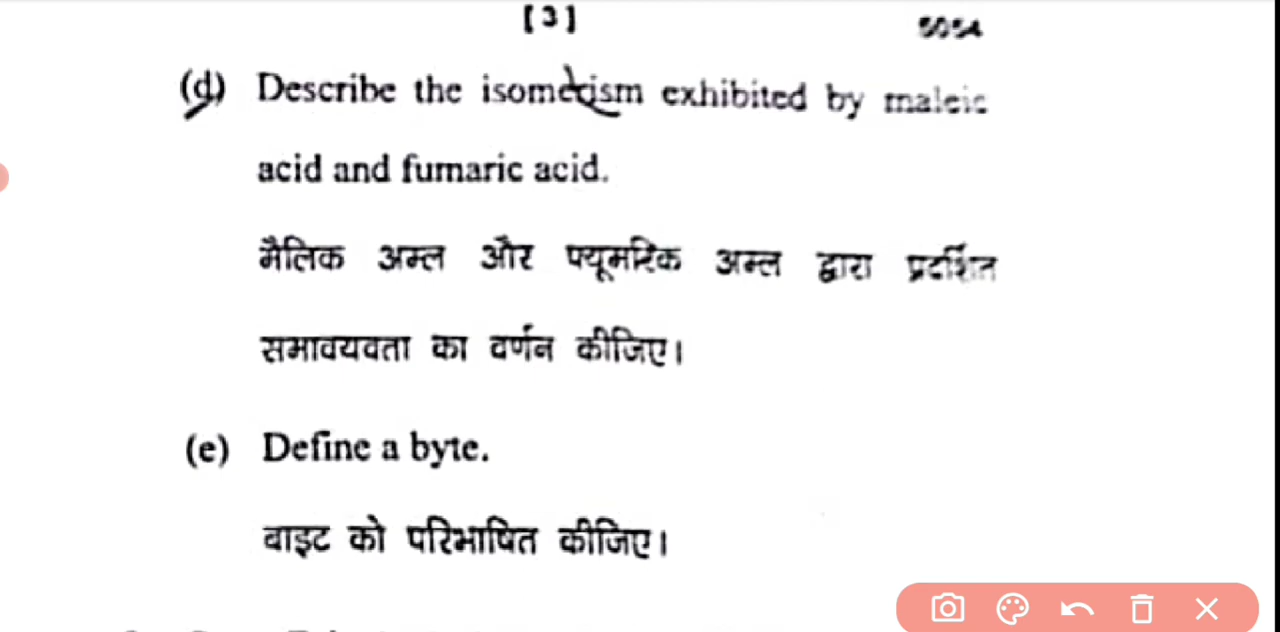 [3]
5054
(d) Describe the isomerism exhibited by maleic
acid and fumaric acid.
मैलिक अम्ल और फ्यूमरिक अम्ल द्वारा प्रदर्शित
समावयवता का वर्णन कीजिए।
(e) Define a byte.
बाइट को परिभाषित कीजिए।